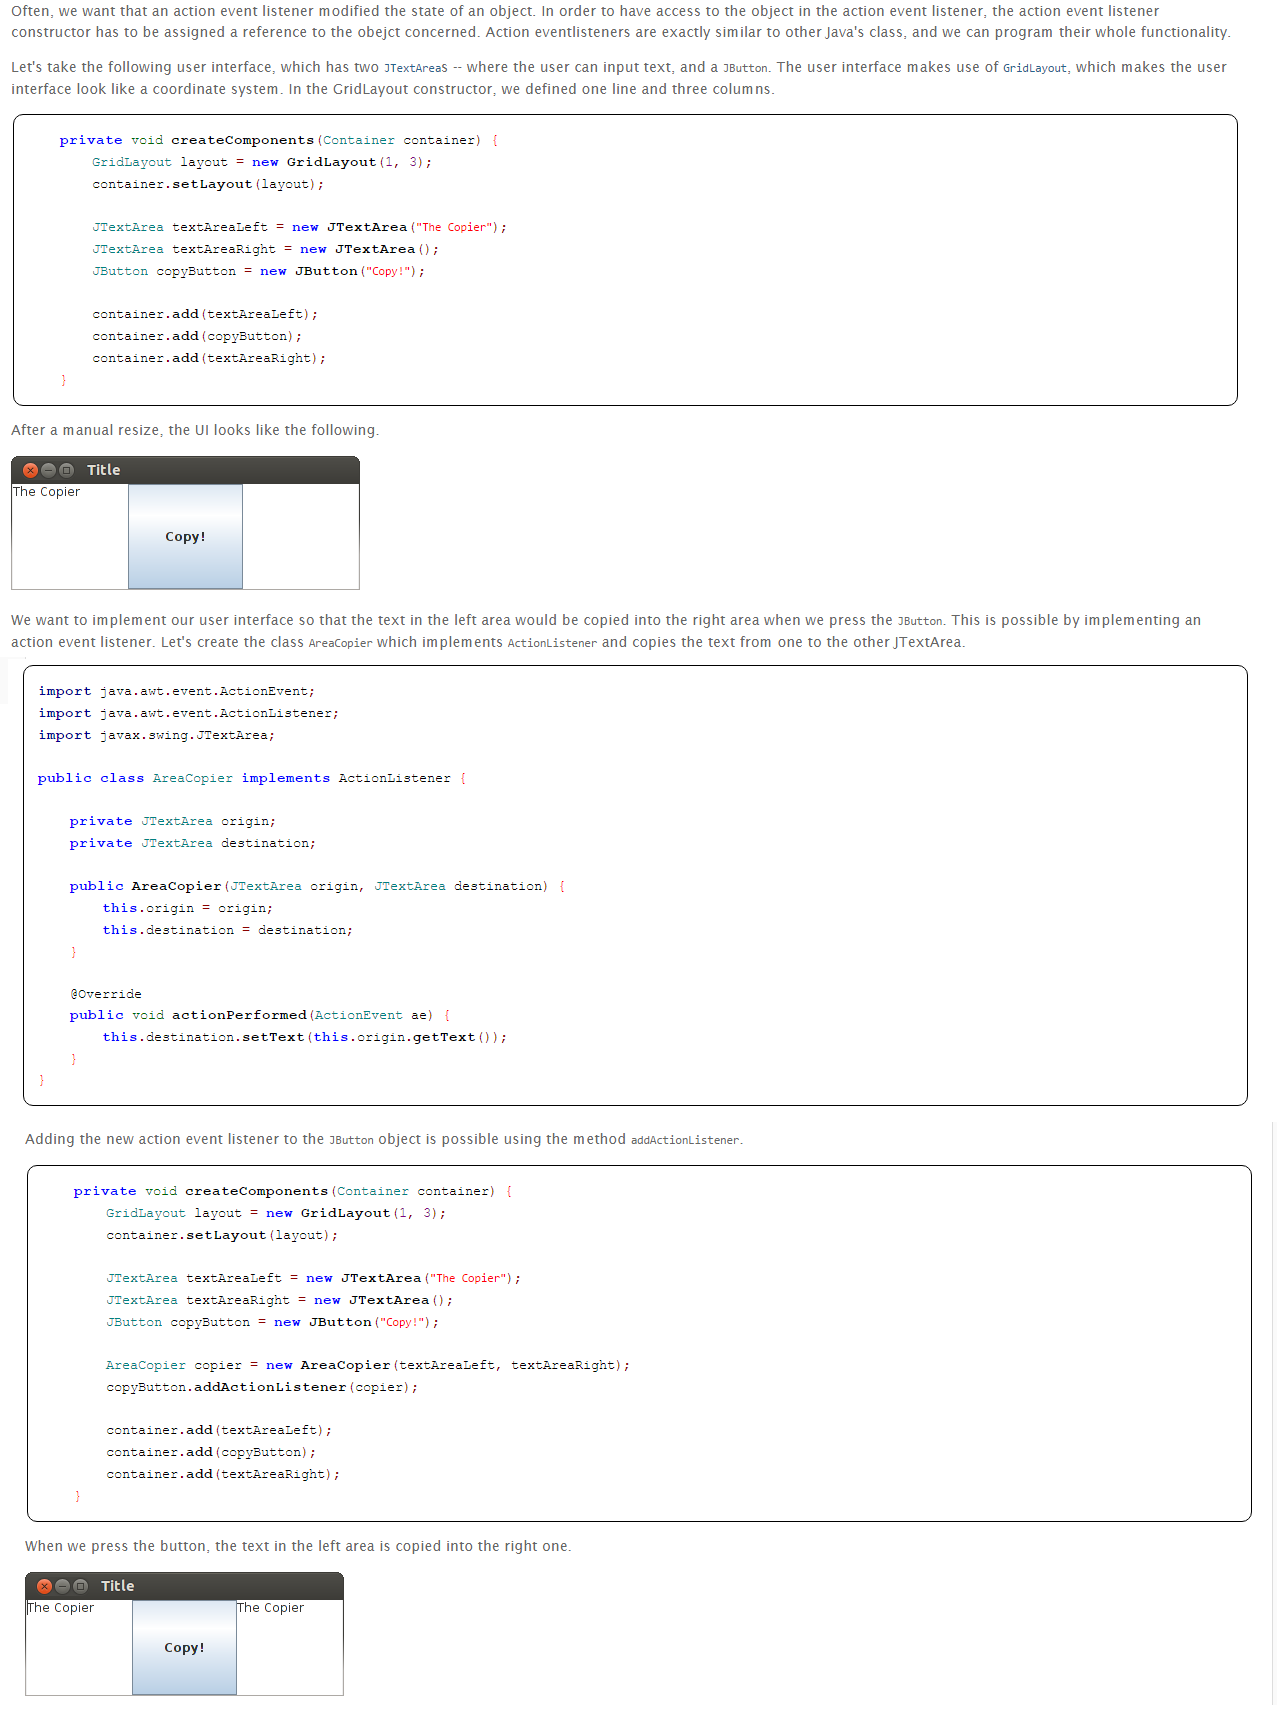 Often, we want that an action event listener modified the state of an object. In order to have access to the object in the action event listener, the action event listener
constructor has to be assigned a reference to the obejct concerned. Action eventlisteners are exactly similar to other Java's class, and we can program their whole functionality.
Let's take the following user interface, which has two JTextAreas -- where the user can input text, and a JButton. The user interface makes use of GridLayout, which makes the user
interface look like a coordinate system. In the GridLayout constructor, we defined one line and three columns.
private void createComponents(Container container) {
GridLayout layout = new GridLayout(1, 3);
container.setLayout(layout);
JTextArea textAreaLeft = new JTextArea("The Copier");
JTextArea textAreaRight = new JTextArea();
JButton copyButton = new JButton("Copy!");
container.add(textAreaLeft);
container.add(copyButton);
container.add(textAreaRight);
}
After a manual resize, the UI looks like the following.
Title
The Copier
Copy!
We want to implement our user interface so that the text in the left area would be copied into the right area when we press the JButton. This is possible by implementing an
action event listener. Let's create the class AreaCopier which implements ActionListener and copies the text from one to the other JTextArea.
import java.awt.event.ActionEvent;
import java.awt.event.ActionListener;
import javax.swing.JTextArea;
public class AreaCopier implements ActionListener {
private JTextArea origin;
private JTextArea destination;
public AreaCopier(JTextArea origin, JTextArea destination) {
this.origin = origin;
this.destination = destination;
}
@Override
public void actionPerformed(ActionEvent ae) {
this.destination.setText(this.origin.getText());
}
}
Adding the new action event listener to the JButton object is possible using the method addActionListener.
private void createComponents(Container container) {
GridLayout layout = new GridLayout(1, 3);
container.setLayout(layout);
JTextArea textAreaLeft = new JTextArea("The Copier");
JTextArea textAreaRight = new JTextArea();
JButton copyButton = new JButton("Copy!");
AreaCopier copier = new AreaCopier(textAreaLeft, textAreaRight);
copyButton.addActionListener(copier);
container.add(textAreaLeft);
container.add(copyButton);
container.add(textAreaRight);
}
When we press the button, the text in the left area is copied into the right one.
Title
The Copier The Copier
Copy!